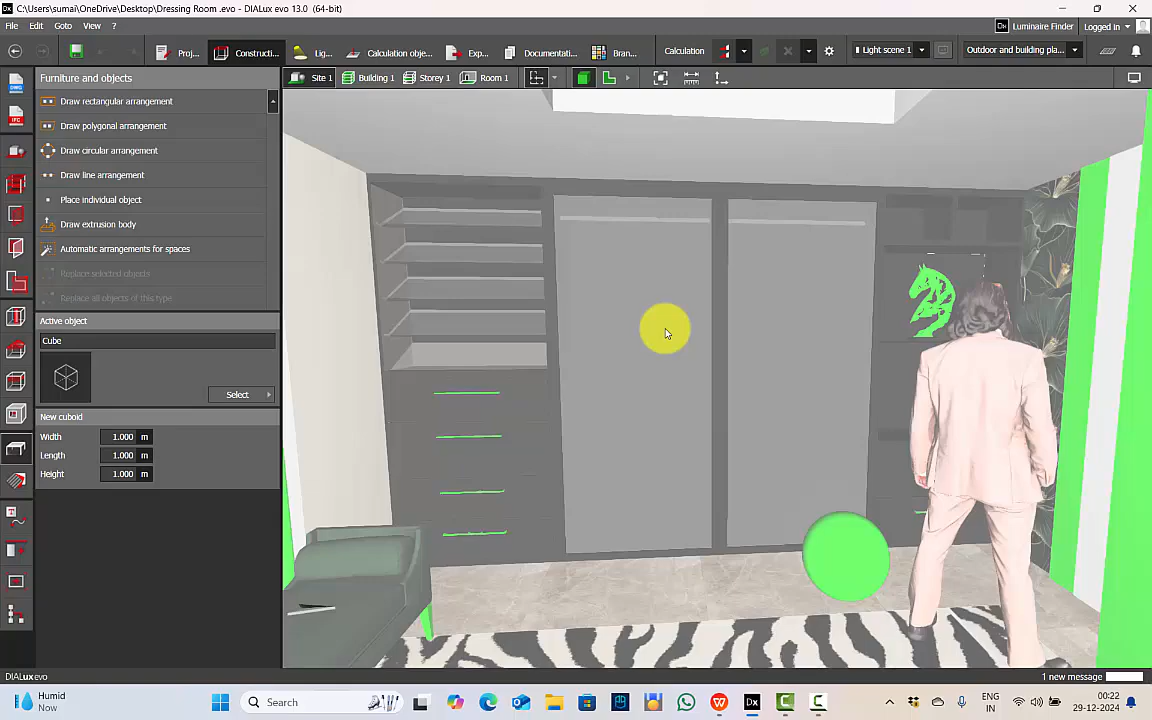 C:\Users\sumai\OneDrive\Desktop\Dressing Room .evo - DIALux evo 13.0 (64-bit)
File Edit Goto View ??
Luminaire Finder Logged in
Proj... Constructi... Lig... Calculation obje... Exp... Documentati... Bran... Calculation Light scene 1 Outdoor and building pla...
Furniture and objects
Site 1 Building 1 Storey 1 Room 1
Draw rectangular arrangement
Draw polygonal arrangement
Draw circular arrangement
Draw line arrangement
Place individual object
Draw extrusion body
Automatic arrangements for spaces
Replace selected objects
Replace all objects of this type
Active object
Cube
Select
New cuboid
Width 1.000 m
Length 1.000 m
Height 1.000 m
DIALux evo
1 new message
Humid
Now
Search
ENG
IN
00:22
29-12-2024